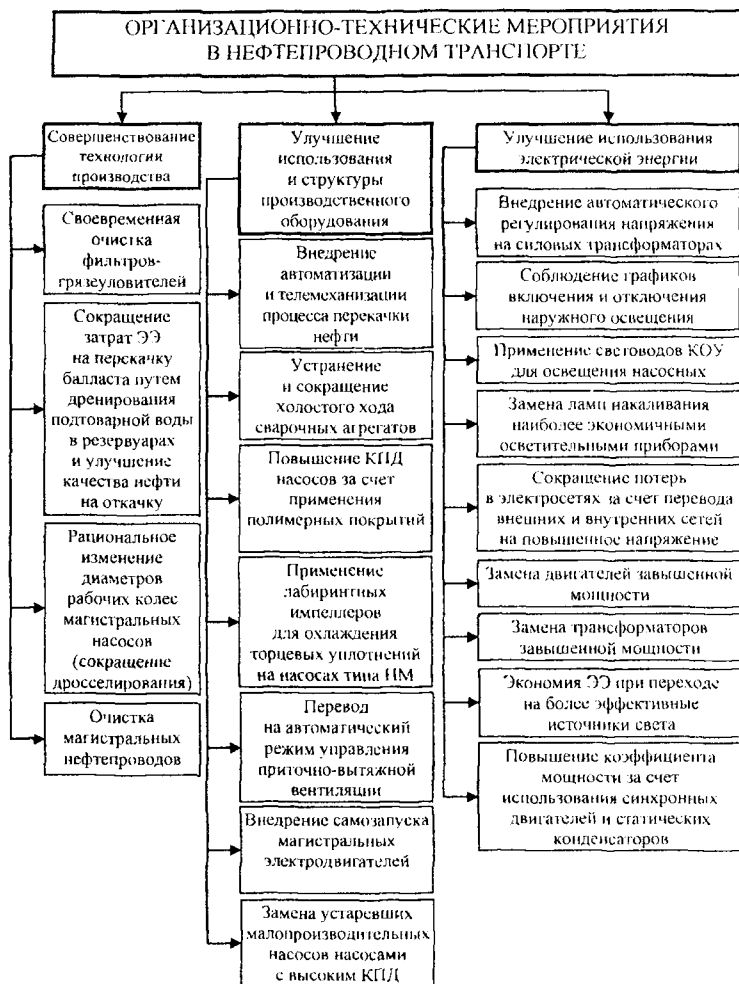 ОРГАНИЗАЦИОННО-ТЕХНИЧЕСКИЕ МЕРОПРИЯТИЯ
В НЕФТЕПРОВОДНОМ ТРАНСПОРТЕ
Совершенствование
технологии
производства
Своевременная
очистка
фильтров-
грязеуловителей
Сокращение
затрат ЭЭ
на перекачку
балласта путем
дренирования
подтоварной воды
в резервуарах
и улучшение
качества нефти
на откачку
Рациональное
изменение
диаметров
рабочих колес
магистральных
насосов
(сокращение
дросселирования)
Очистка
магистральных
нефтепроводов
Улучшение
использования
и структуры
производственного
оборудования
Внедрение
автоматизации
и телемеханизации
процесса перекачки
нефти
Устранение
и сокращение
холостого хода
сварочных агрегатов
Повышение КПД
насосов за счет
применения
полимерных покрытий
Применение
лабиринтных
импеллеров
для охлаждения
торцевых уплотнений
на насосах типа НМ
Перевод
на автоматический
режим управления
приточно-вытяжной
вентиляции
Внедрение самозапуска
магистральных
электродвигателей
Замена устаревших
малопроизводительных
насосов насосами
с высоким КПД
Улучшение использования
электрической энергии
Внедрение автоматического
регулирования напряжения
на силовых трансформаторах
Соблюдение графиков
включения и отключения
наружного освещения
Применение световодов КОУ
для освещения насосных
Замена ламп накаливания
наиболее экономичными
осветительными приборами
Сокращение потерь
в электросетях за счет перевода
внешних и внутренних сетей
на повышенное напряжение
Замена двигателей завышенной
мощности
Замена трансформаторов
завышенной мощности
Экономия ЭЭ при переходе
на более эффективные
источники света
Повышение коэффициента
мощности за счет
использования синхронных
двигателей и статических
конденсаторов